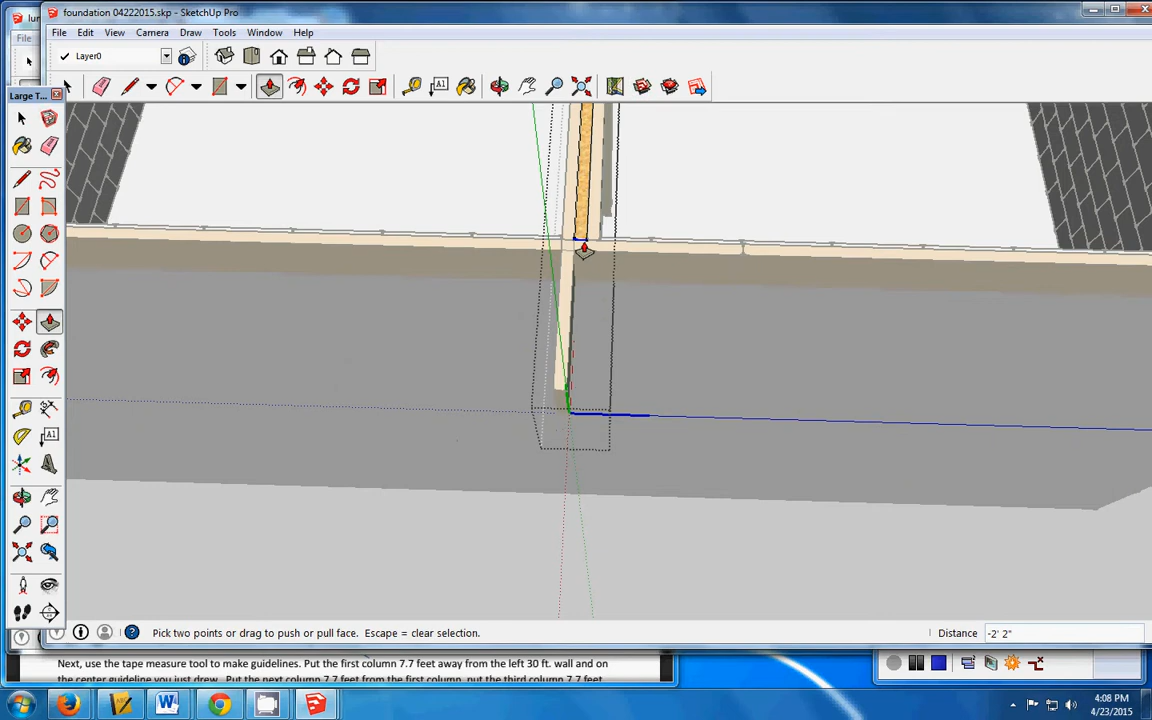 foundation 04222015.skp - SketchUp Pro
File Edit View Camera Draw Tools Window Help
File
Layer0
A1
Large T...
A1
Pick two points or drag to push or pull face. Escape = clear selection.
Distance -2' 2"
Next, use the tape measure tool to make guidelines. Put the first column 7.7 feet away from the left 30 ft. wall and on
the center guideline you just drew. Put the next column 7.7 feet from the first column, put the third column 7.7 feet
4:08 PM
4/23/2015